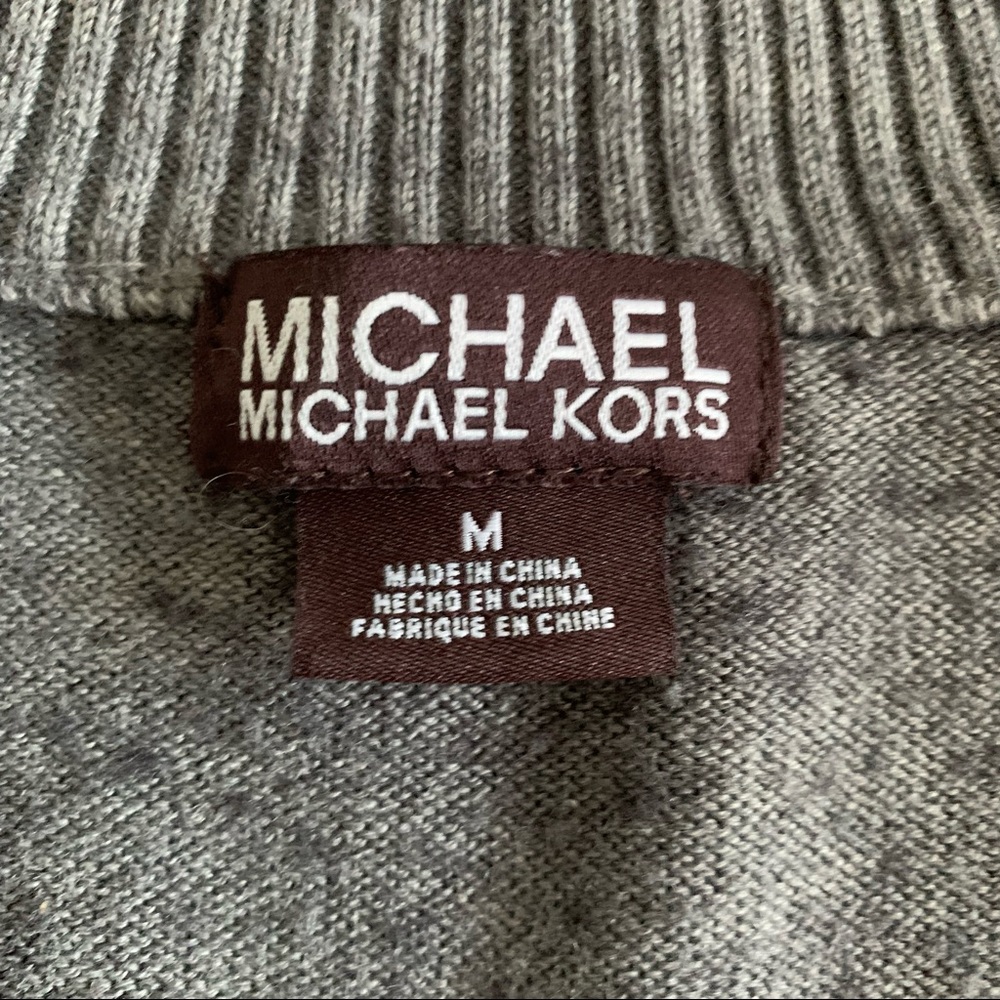 MICHAEL
MICHAEL KORS
M
MADE IN CHINA
HECHO EN CHINA
FABRIQUE EN CHINE